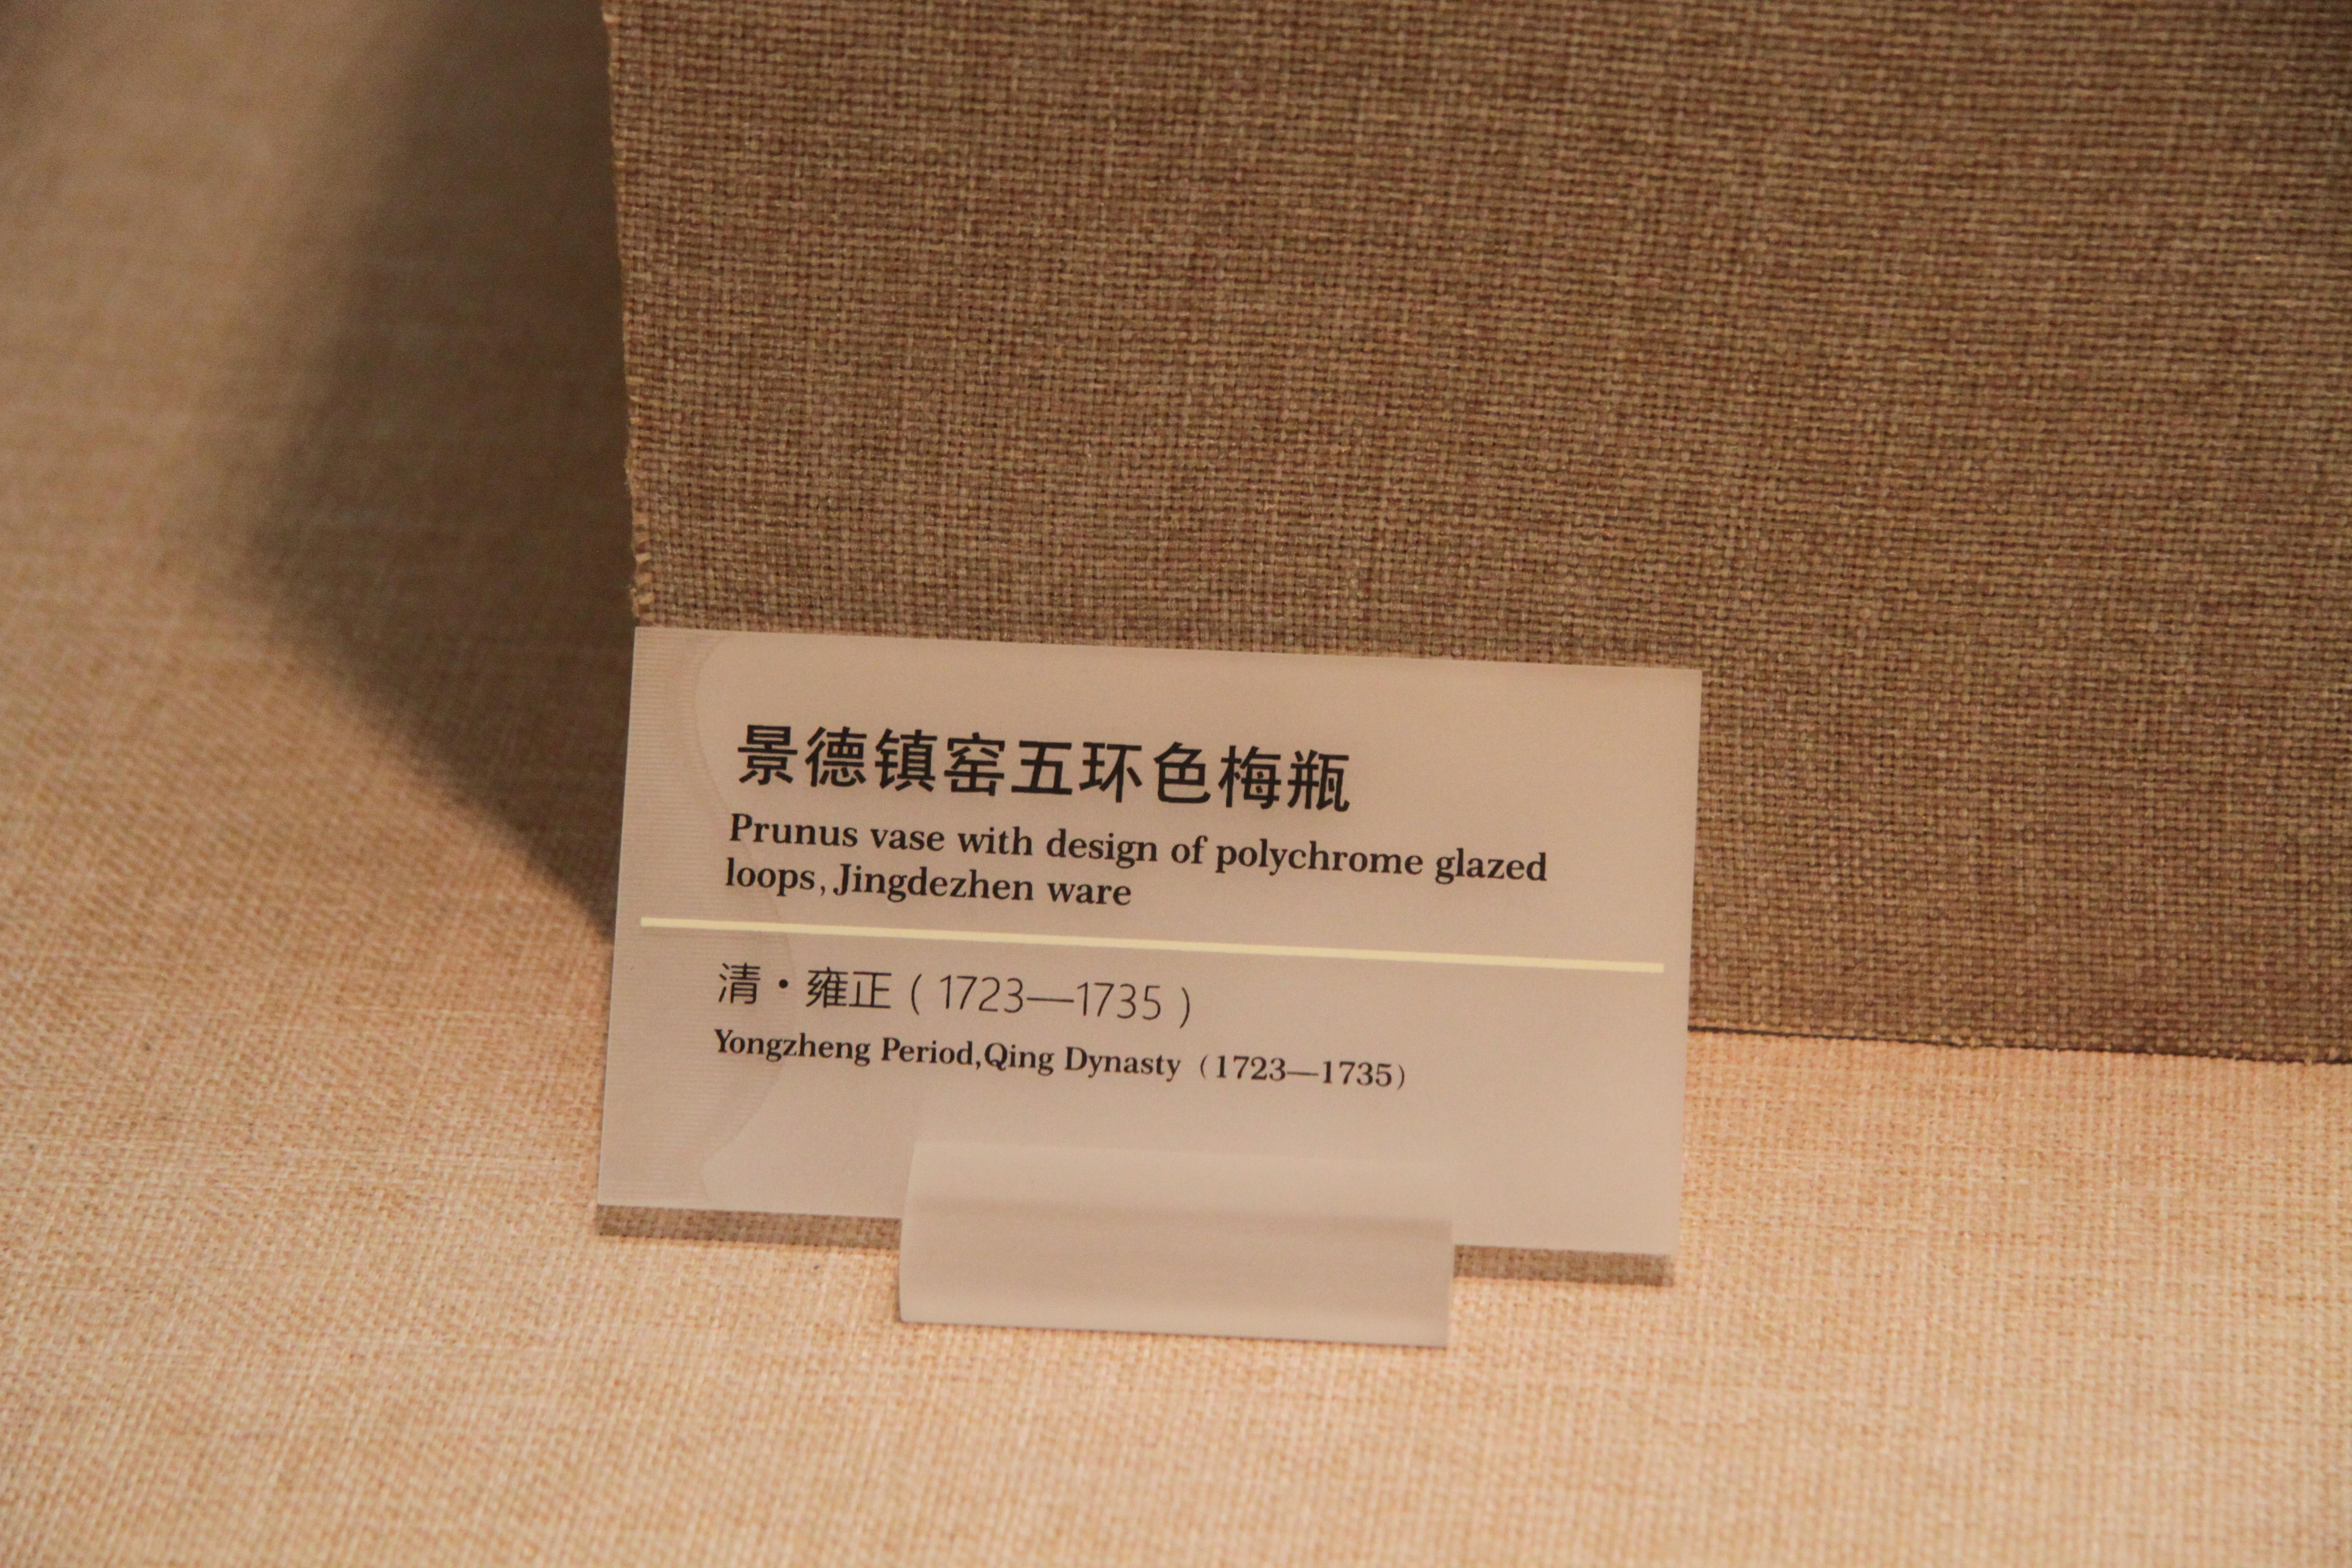 景德镇窑五环色梅瓶
Prunus vase with design of polychrome glazed
loops, Jingdezhen ware
清・雍正 ( 1723—1735 )
Yongzheng Period,Qing Dynasty (1723—1735)